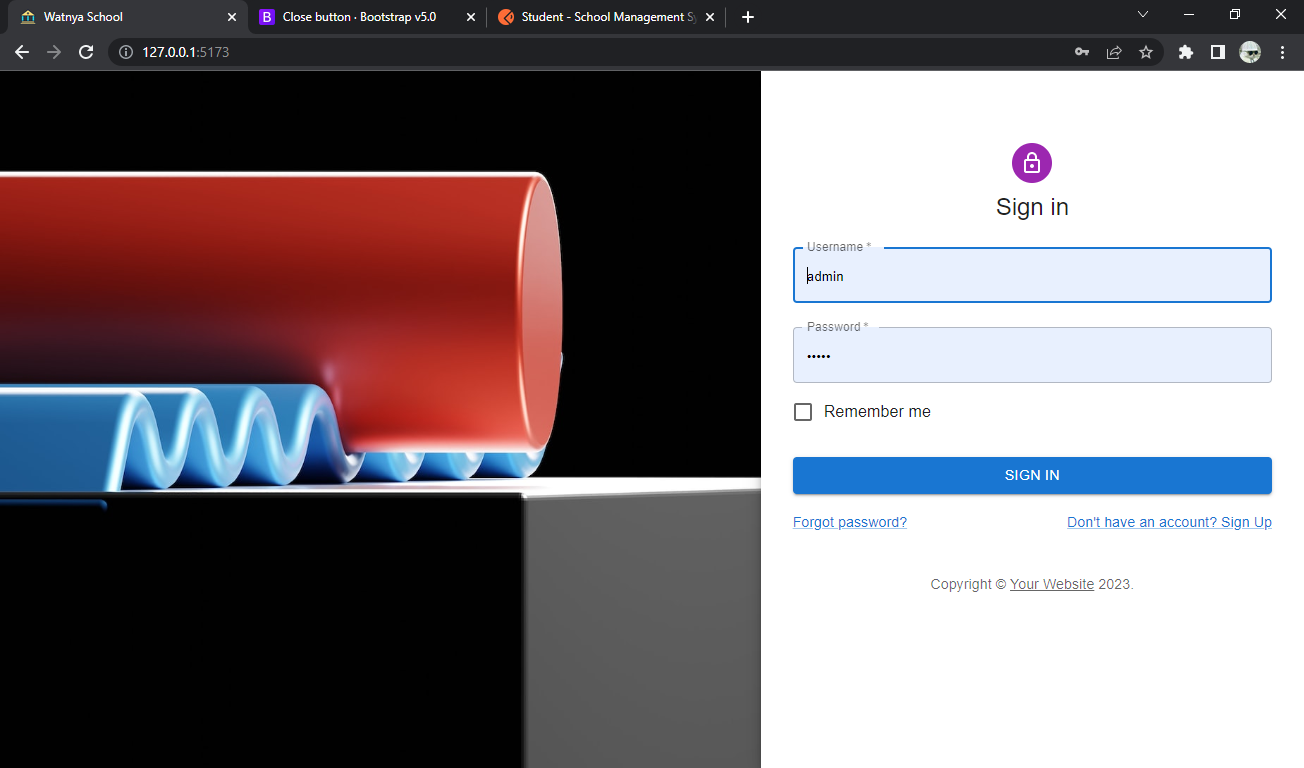 Watnya School
Close button · Bootstrap v5.0
Student - School Management Sy
127.0.0.1:5173
Sign in
Username *
admin
Password *
•••••
Remember me
SIGN IN
Forgot password?
Don't have an account? Sign Up
Copyright © Your Website 2023.